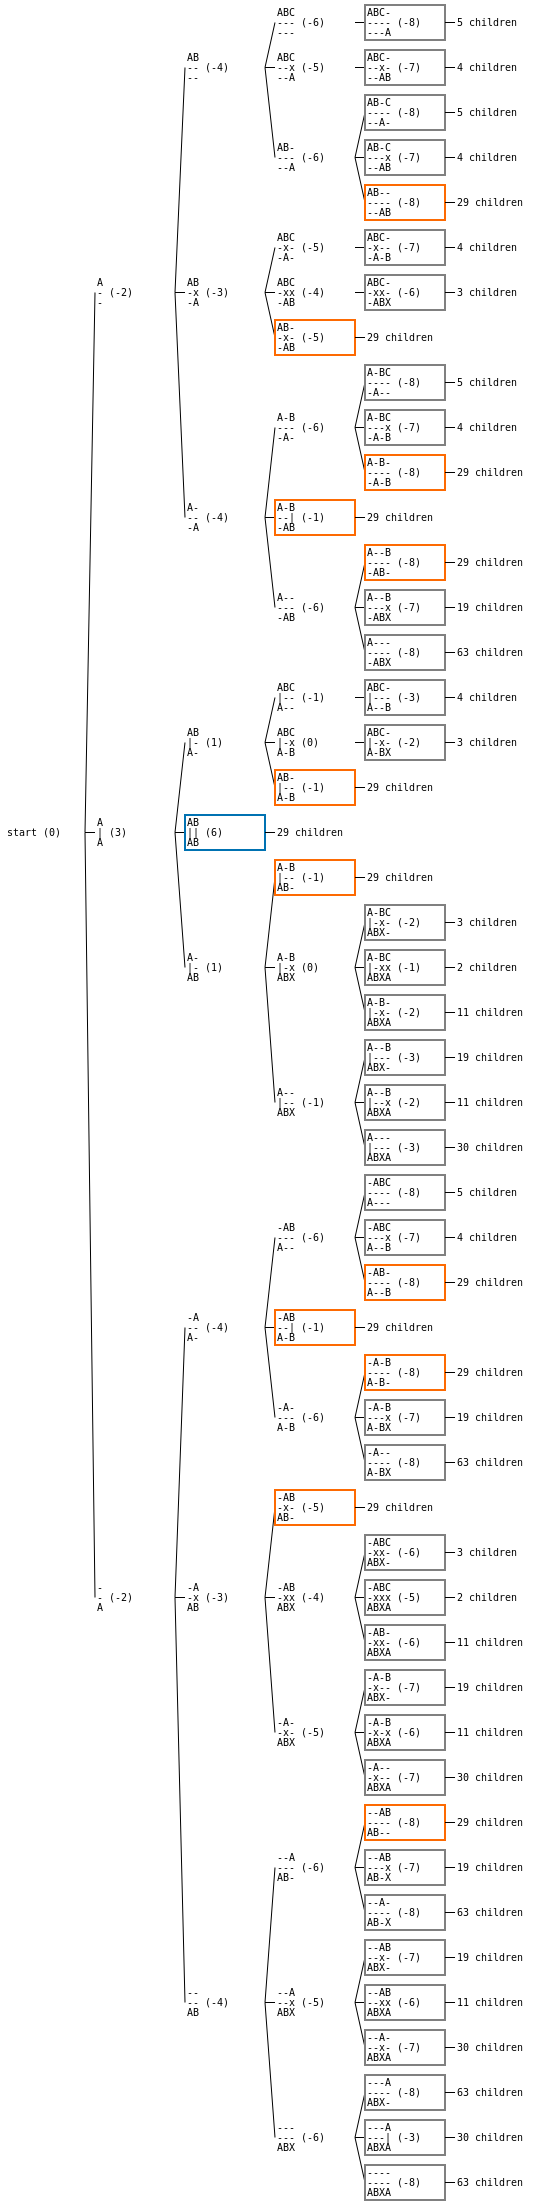 ABC ABC-
--- (-6) ---- (-8) 5 children
--- ---A
AB ABC ABC-
-- (-4) --x (-5) --x- (-7) 4 children
-- --A --AB
AB-C
---- (-8) 5 children
--A-
AB- AB-C
--- (-6) ---x (-7) 4 children
--A --AB
AB--
---- (-8) 29 children
--AB
ABC ABC-
-x- (-5) -x-- (-7) 4 children
-A- -A-B
A AB ABC ABC-
- (-2) -x (-3) -xx (-4) -xx- (-6) 3 children
- -A -AB -ABX
AB-
-x- (-5) 29 children
-AB
A-BC
---- (-8) 5 children
-A--
A-B A-BC
--- (-6) ---x (-7) 4 children
-A- -A-B
A-B-
---- (-8) 29 children
-A-B
A- A-B
-- (-4) --| (-1) 29 children
-A -AB
A--B
---- (-8) 29 children
-AB-
A-- A--B
--- (-6) ---x (-7) 19 children
-AB -ABX
A---
---- (-8) 63 children
-ABX
ABC ABC-
|-- (-1) |--- (-3) 4 children
A-- A--B
AB ABC ABC-
|- (1) |-x (0) |-x- (-2) 3 children
A- A-B A-BX
AB-
|-- (-1) 29 children
A-B
A AB
start (0) | (3) || (6) 29 children
A AB
A-B
|-- (-1) 29 children
AB-
A-BC
|-x- (-2) 3 children
ABX-
A- A-B A-BC
|- (1) |-x (0) |-xx (-1) 2 children
AB ABX ABXA
A-B-
|-x- (-2) 11 children
ABXA
A--B
|--- (-3) 19 children
ABX-
A-- A--B
|-- (-1) |--x (-2) 11 children
ABX ABXA
A---
|--- (-3) 30 children
ABXA
-ABC
---- (-8) 5 children
A---
-AB -ABC
--- (-6) ---x (-7) 4 children
A-- A--B
-AB-
---- (-8) 29 children
A--B
-A -AB
-- (-4) --| (-1) 29 children
A- A-B
-A-B
---- (-8) 29 children
A-B-
-A- -A-B
--- (-6) ---x (-7) 19 children
A-B A-BX
-A--
---- (-8) 63 children
A-BX
-AB
-x- (-5) 29 children
AB-
-ABC
-xx- (-6) 3 children
ABX-
- -A -AB -ABC
- (-2) -x (-3) -xx (-4) -xxx (-5) 2 children
A AB ABX ABXA
-AB-
-xx- (-6) 11 children
ABXA
-A-B
-x-- (-7) 19 children
ABX-
-A- -A-B
-x- (-5) -x-x (-6) 11 children
ABX ABXA
-A--
-x-- (-7) 30 children
ABXA
--AB
---- (-8) 29 children
AB--
--A --AB
--- (-6) ---x (-7) 19 children
AB- AB-X
--A-
---- (-8) 63 children
AB-X
--AB
--x- (-7) 19 children
ABX-
-- --A --AB
-- (-4) --x (-5) --xx (-6) 11 children
AB ABX ABXA
--A-
--x- (-7) 30 children
ABXA
---A
---- (-8) 63 children
ABX-
--- ---A
--- (-6) ---| (-3) 30 children
ABX ABXA
----
---- (-8) 63 children
ABXA